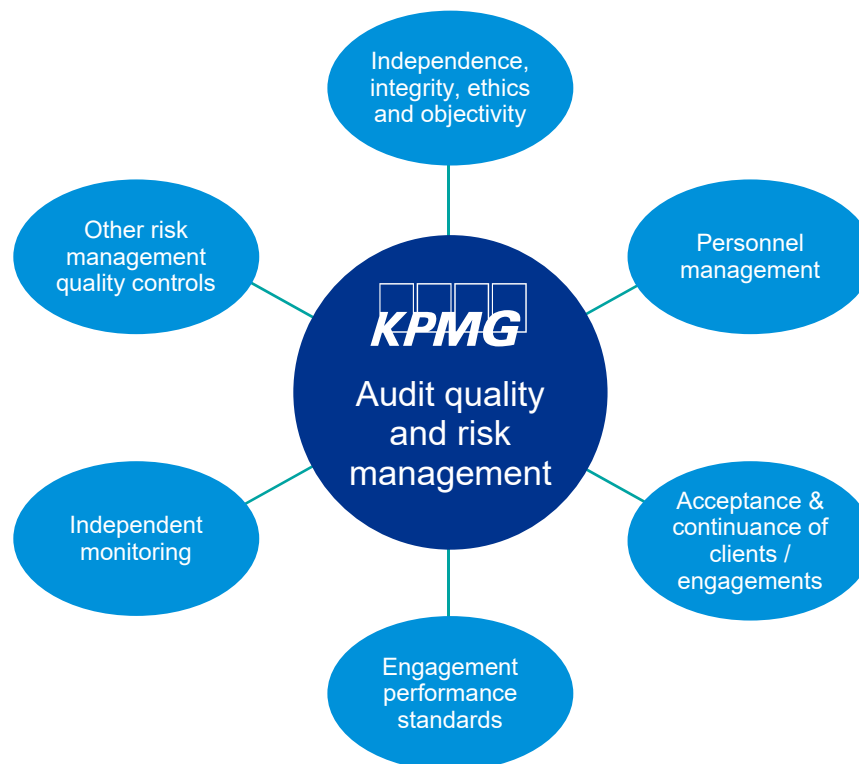 Independence,
integrity, ethics
and objectivity
Other risk
management
quality controls
Personnel
management
KPMG
Audit quality
and risk
management
Independent
monitoring
Acceptance &
continuance of
clients /
engagements
Engagement
performance
standards